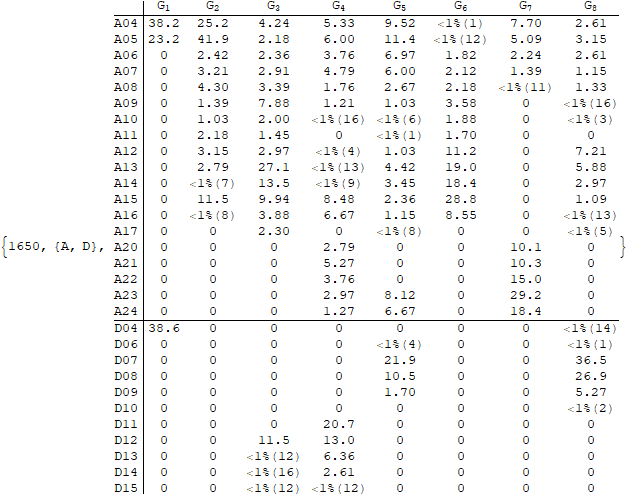 G1 G2 G3 G4 G5 G6 G7 G8
A04 38.2 25.2 4.24 5.33 9.52 <1%(1) 7.70 2.61
A05 23.2 41.9 2.18 6.00 11.4 <1%(12) 5.09 3.15
A06 0 2.42 2.36 3.76 6.97 1.82 2.24 2.61
A07 0 3.21 2.91 4.79 6.00 2.12 1.39 1.15
A08 0 4.30 3.39 1.76 2.67 2.18 <1%(11) 1.33
A09 0 1.39 7.88 1.21 1.03 3.58 0 <1%(16)
A10 0 1.03 2.00 <1%(16) <1%(6) 1.88 0 <1%(3)
A11 0 2.18 1.45 0 <1%(1) 1.70 0 0
A12 0 3.15 2.97 <1%(4) 1.03 11.2 0 7.21
A13 0 2.79 27.1 <1%(13) 4.42 19.0 0 5.88
A14 0 <1%(7) 13.5 <1%(9) 3.45 18.4 0 2.97
A15 0 11.5 9.94 8.48 2.36 28.8 0 1.09
A16 0 <1%(8) 3.88 6.67 1.15 8.55 0 <1%(13)
A17 0 0 2.30 0 <1%(8) 0 0 <1%(5)
{1650, {A, D}, A20 0 0 0 2.79 0 0 10.1 0 }
A21 0 0 0 5.27 0 0 10.3 0
A22 0 0 0 3.76 0 0 15.0 0
A23 0 0 0 2.97 8.12 0 29.2 0
A24 0 0 0 1.27 6.67 0 18.4 0
D04 38.6 0 0 0 0 0 0 <1%(14)
D06 0 0 0 0 <1%(4) 0 0 <1%(1)
D07 0 0 0 0 21.9 0 0 36.5
D08 0 0 0 0 10.5 0 0 26.9
D09 0 0 0 0 1.70 0 0 5.27
D10 0 0 0 0 0 0 0 <1%(2)
D11 0 0 0 20.7 0 0 0 0
D12 0 0 11.5 13.0 0 0 0 0
D13 0 0 <1%(12) 6.36 0 0 0 0
D14 0 0 <1%(16) 2.61 0 0 0 0
D15 0 0 <1%(12) <1%(12) 0 0 0 0